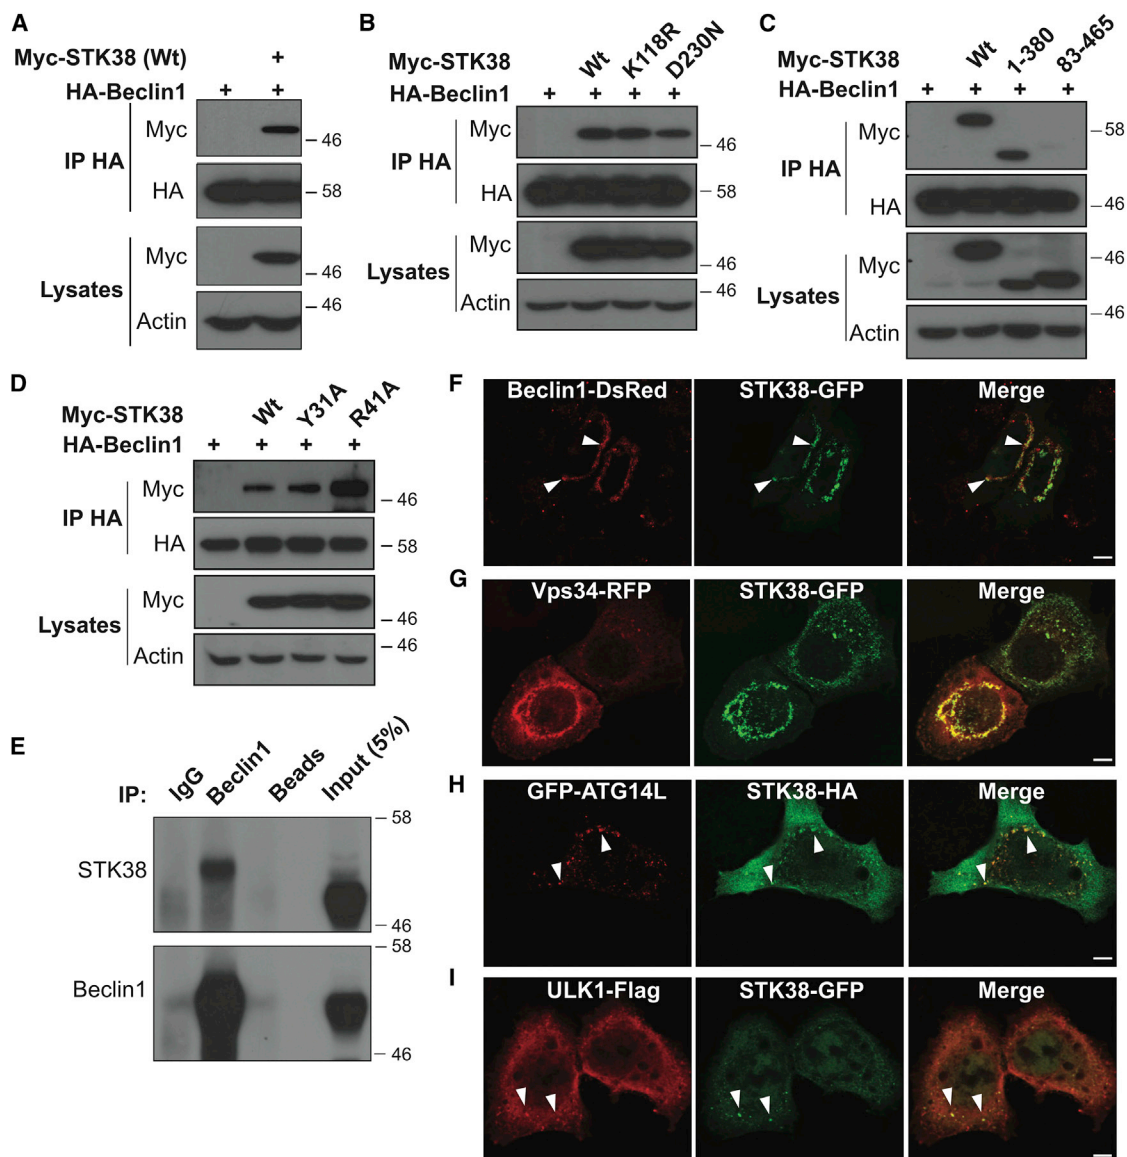 A
Myc-STK38 (Wt) +
HA-Beclin1 + +
IP HA
Myc – 46
HA – 58
Lysates
Myc – 46
Actin – 46
B
Myc-STK38 Wt K118R D230N
HA-Beclin1 + + + +
IP HA
Myc – 46
HA – 58
Lysates
Myc – 46
Actin – 46
C
Myc-STK38 Wt 1-380 83-465
HA-Beclin1 + + + +
IP HA
Myc – 58
HA – 46
Lysates
Myc – 46
Actin – 46
D
Myc-STK38 Wt Y31A R41A
HA-Beclin1 + + + +
IP HA
Myc – 46
HA – 58
Lysates
Myc – 46
Actin – 46
E
IP: IgG Beclin1 Beads Input (5%)
– 58
STK38
– 46
– 58
Beclin1
– 46
F
Beclin1-DsRed STK38-GFP Merge
G
Vps34-RFP STK38-GFP Merge
H
GFP-ATG14L STK38-HA Merge
I
ULK1-Flag STK38-GFP Merge